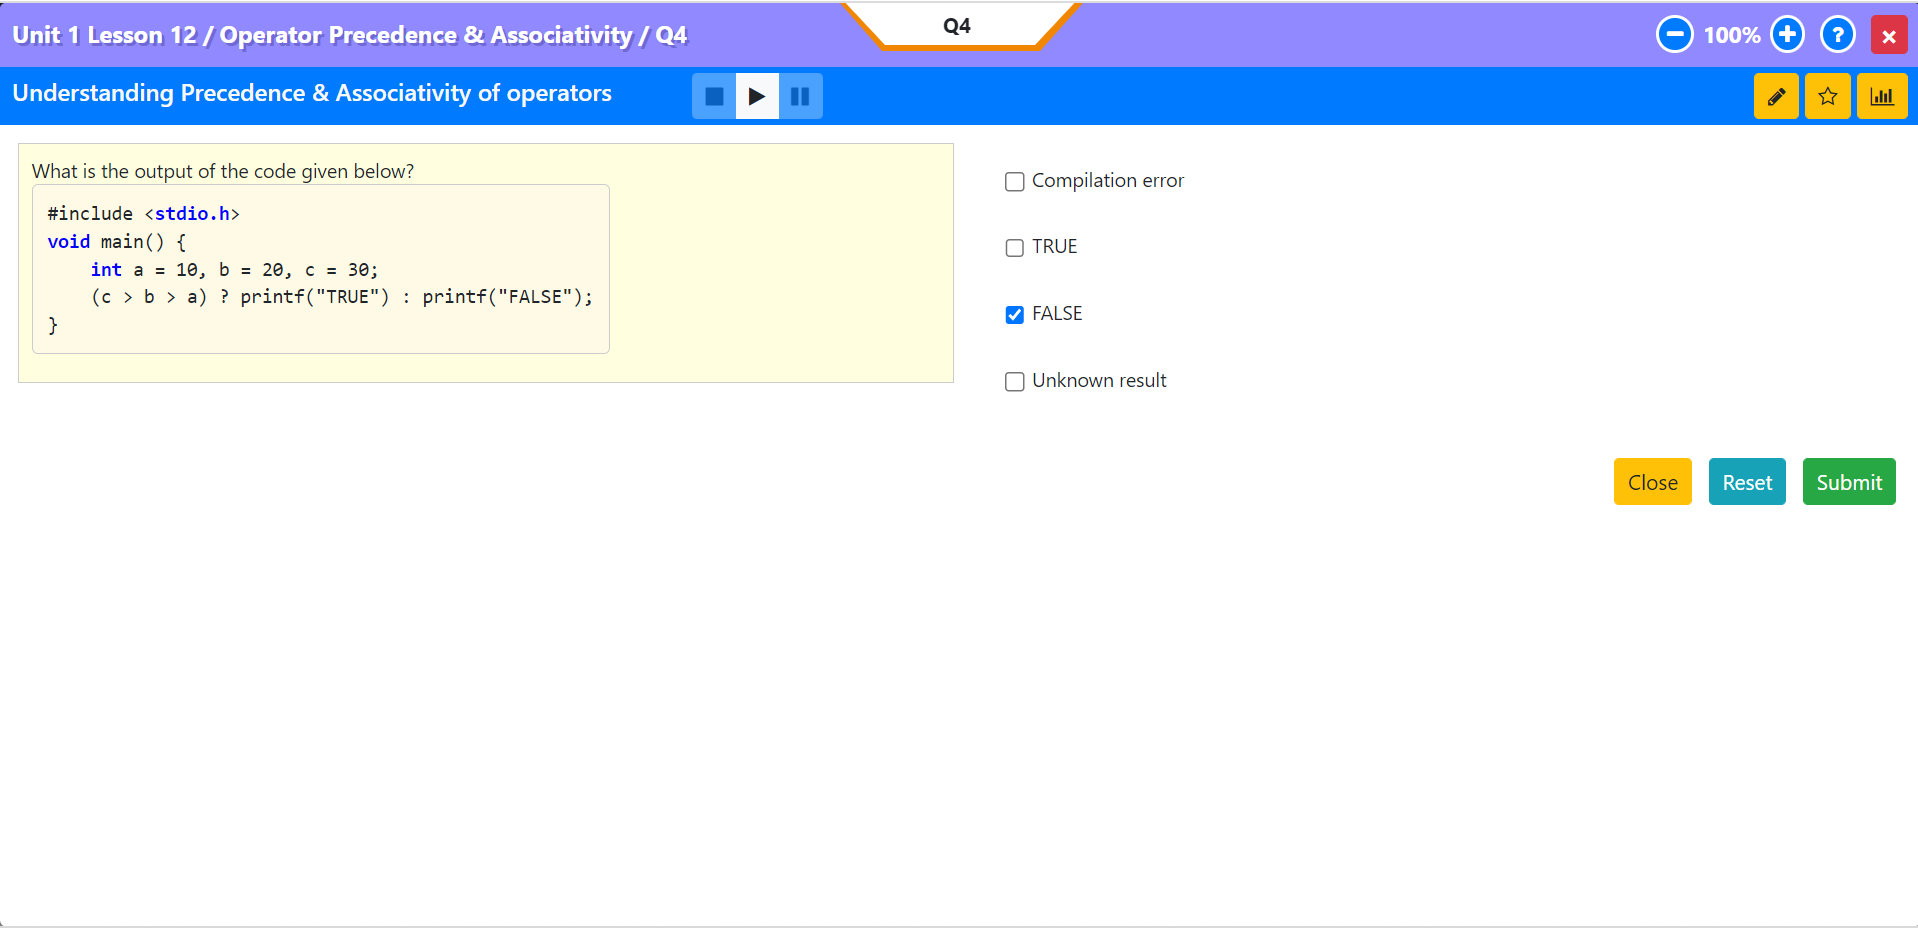 Unit 1 Lesson 12 / Operator Precedence & Associativity / Q4
Q4
100%
?
×
Understanding Precedence & Associativity of operators
What is the output of the code given below?
#include <stdio.h>
void main() {
    int a = 10, b = 20, c = 30;
    (c > b > a) ? printf("TRUE") : printf("FALSE");
}
Compilation error
TRUE
FALSE
Unknown result
Close
Reset
Submit